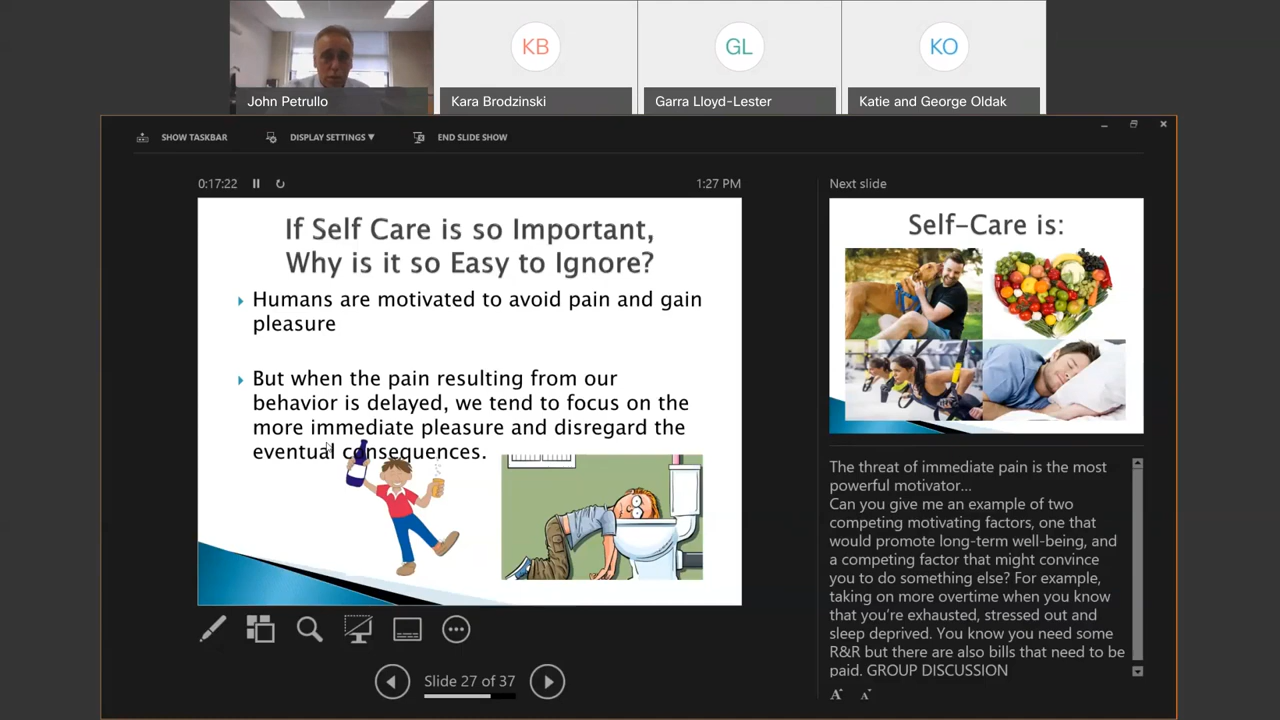 KB
GL
KO
John Petrullo
Kara Brodzinski
Garra Lloyd-Lester
Katie and George Oldak
SHOW TASKBAR
DISPLAY SETTINGS ▼
END SLIDE SHOW
0:17:22
1:27 PM
If Self Care is so Important,
Why is it so Easy to Ignore?
Humans are motivated to avoid pain and gain
pleasure
But when the pain resulting from our
behavior is delayed, we tend to focus on the
more immediate pleasure and disregard the
eventual consequences.
Slide 27 of 37
Next slide
Self-Care is:
The threat of immediate pain is the most
powerful motivator...
Can you give me an example of two
competing motivating factors, one that
would promote long-term well-being, and
a competing factor that might convince
you to do something else? For example,
taking on more overtime when you know
that you're exhausted, stressed out and
sleep deprived. You know you need some
R&R but there are also bills that need to be
paid. GROUP DISCUSSION
A A